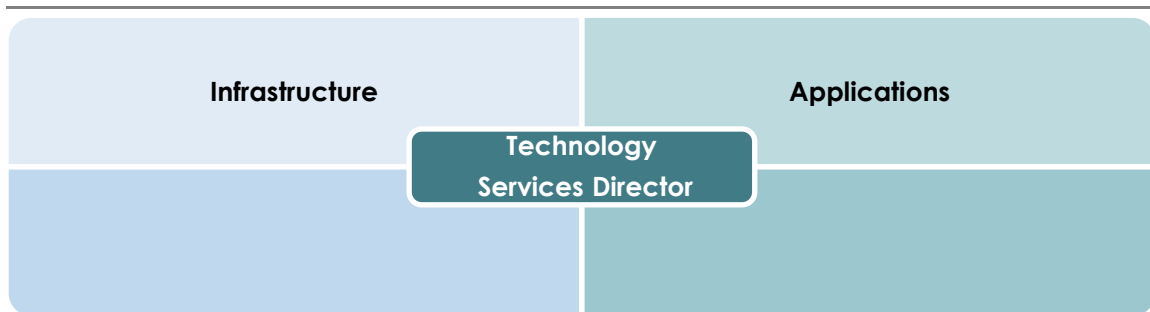 Infrastructure
Applications
Technology
Services Director